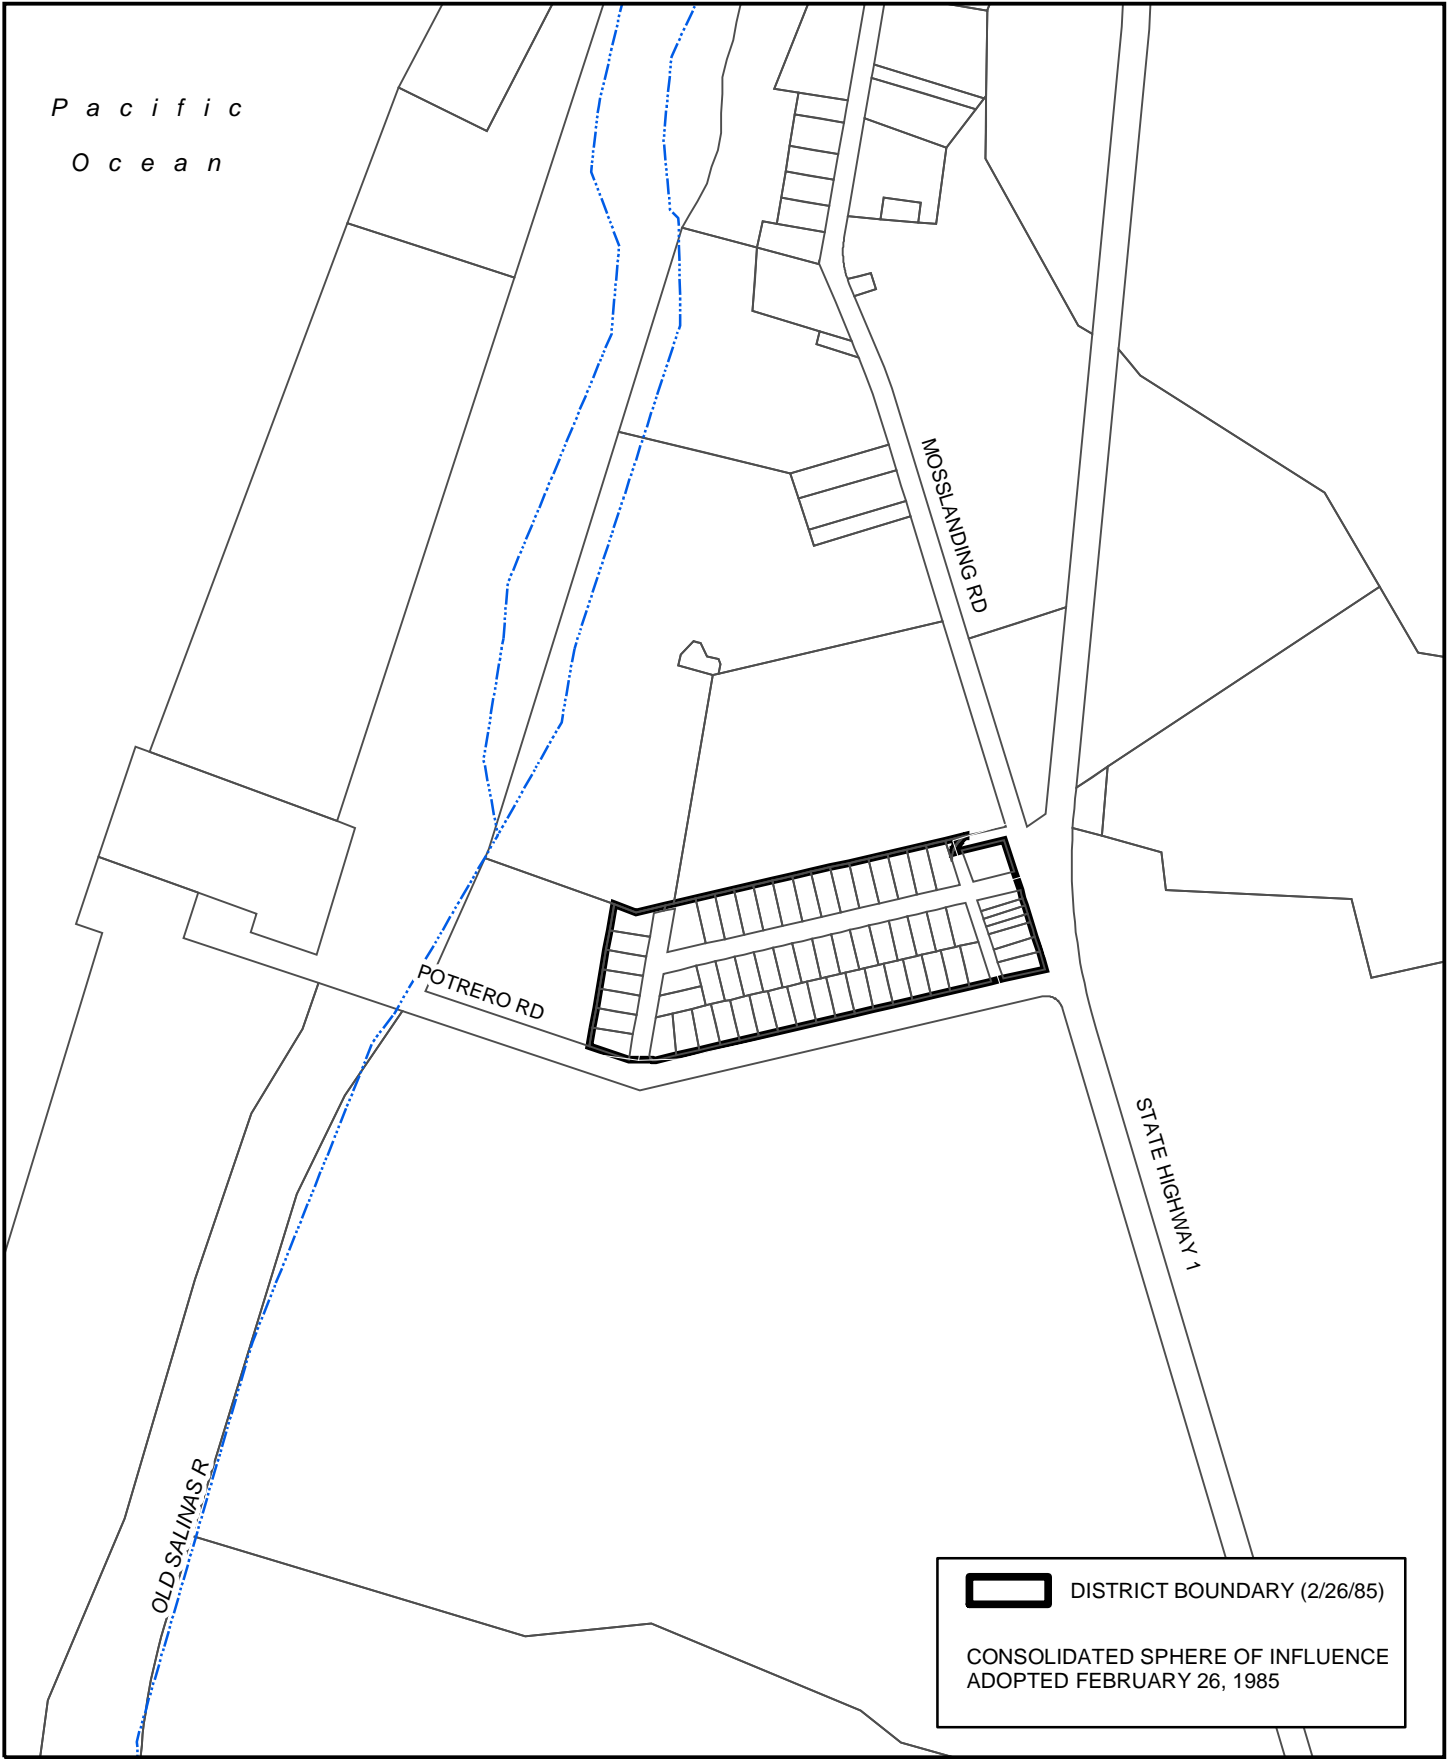 Pacific
Ocean
MOSSLANDING RD
POTRERO RD
STATE HIGHWAY 1
OLD SALINAS R
DISTRICT BOUNDARY (2/26/85)
CONSOLIDATED SPHERE OF INFLUENCE
ADOPTED FEBRUARY 26, 1985